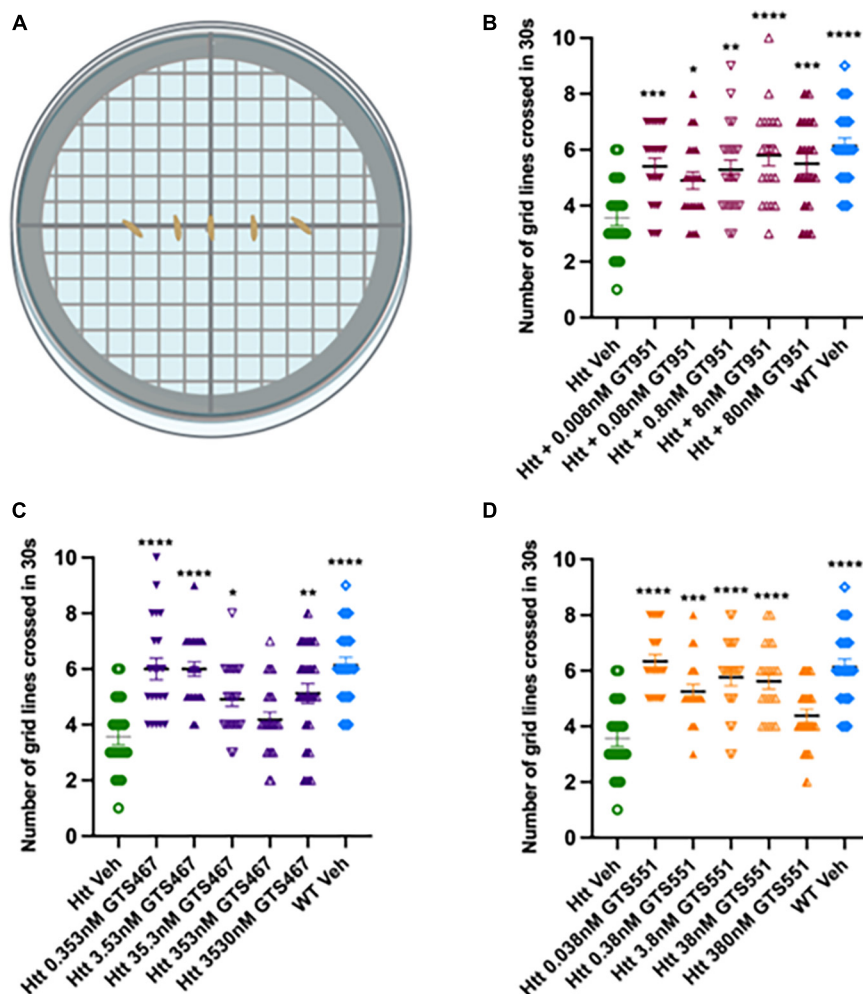 A
B
Number of grid lines crossed in 30s
10
8
6
4
2
0
***
*
**
****
***
****
Htt Veh
Htt + 0.008nM GT951
Htt + 0.08nM GT951
Htt + 0.8nM GT951
Htt + 8nM GT951
Htt + 80nM GT951
WT Veh
C
Number of grid lines crossed in 30s
10
8
6
4
2
0
****
****
*
**
****
Htt Veh
Htt 0.353nM GTS467
Htt 3.53nM GTS467
Htt 35.3nM GTS467
Htt 353nM GTS467
Htt 3530nM GTS467
WT Veh
D
Number of grid lines crossed in 30s
10
8
6
4
2
0
****
***
****
****
****
Htt Veh
Htt 0.038nM GTS551
Htt 0.38nM GTS551
Htt 3.8nM GTS551
Htt 38nM GTS551
Htt 380nM GTS551
WT Veh